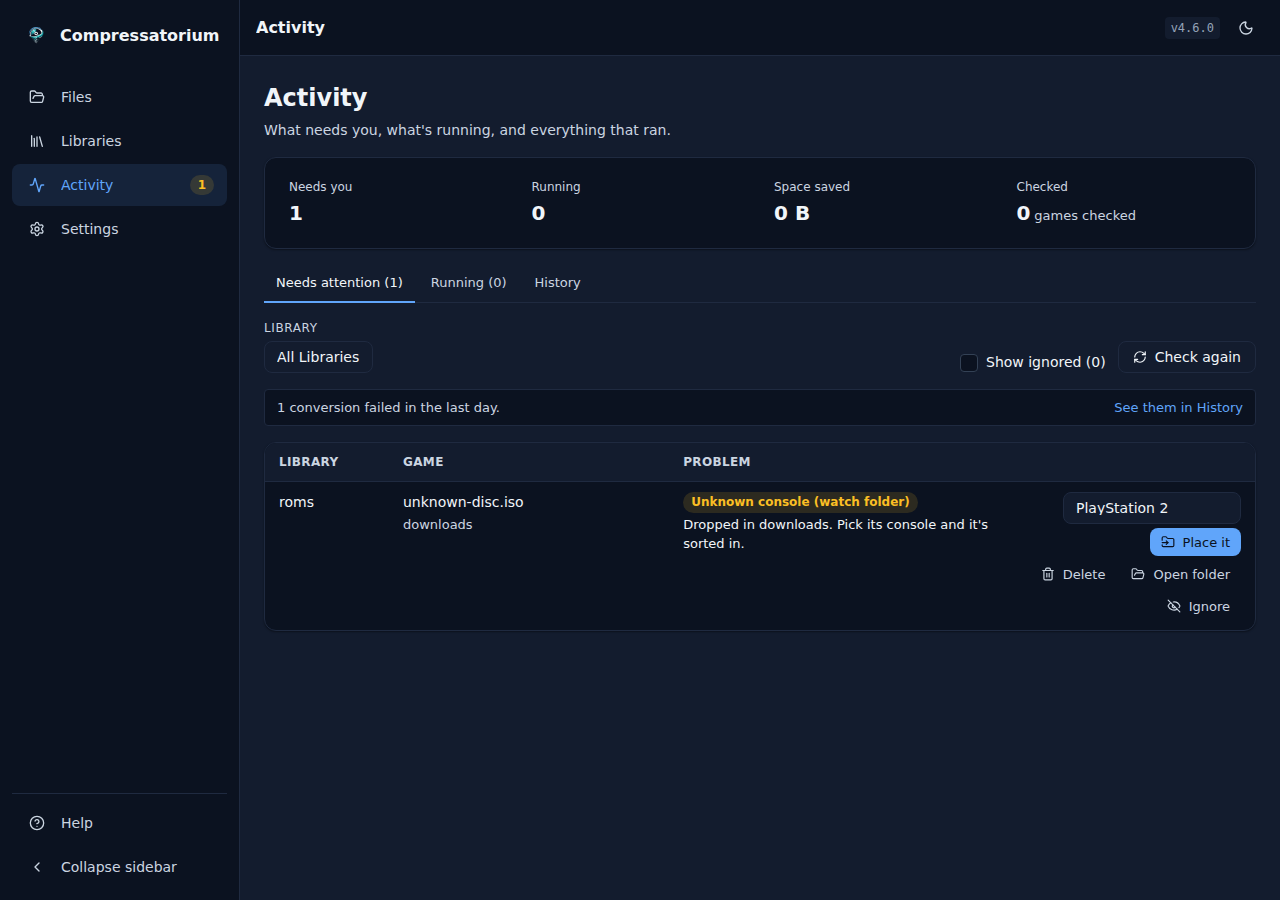 Compressatorium
Activity
v4.6.0
Files
Libraries
Activity 1
Settings
Help
Collapse sidebar
Activity
What needs you, what's running, and everything that ran.
Needs you
1
Running
0
Space saved
0 B
Checked
0 games checked
Needs attention (1)
Running (0)
History
LIBRARY
All Libraries
Show ignored (0)
Check again
1 conversion failed in the last day.
See them in History
LIBRARY
GAME
PROBLEM
roms
unknown-disc.iso
downloads
Unknown console (watch folder)
Dropped in downloads. Pick its console and it's
sorted in.
PlayStation 2
Place it
Delete
Open folder
Ignore